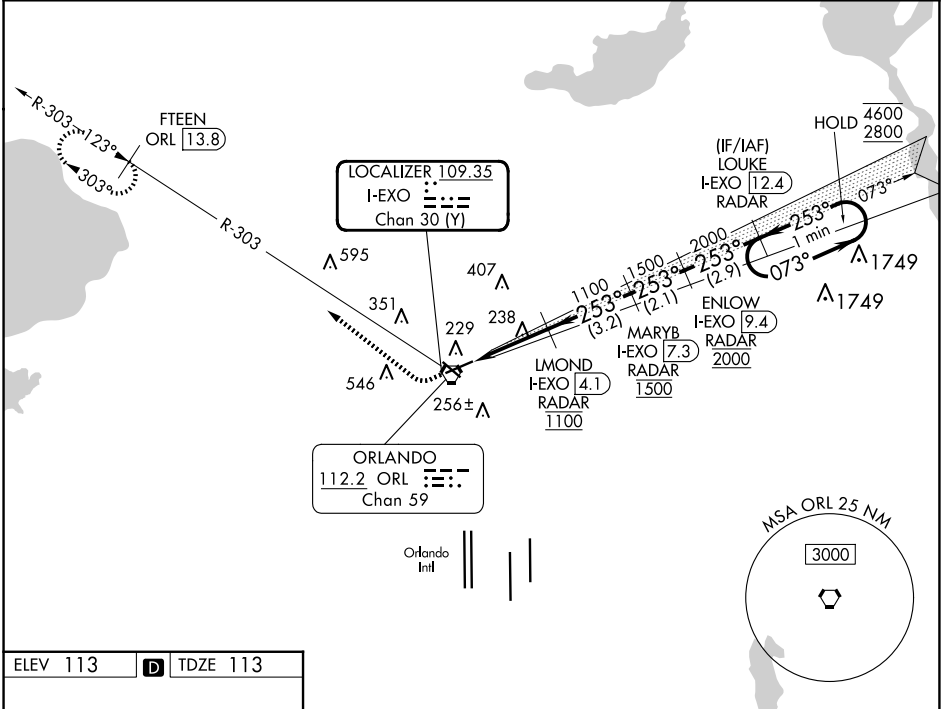 R-303
123°
303°
FTEEN
ORL 13.8
R-303
LOCALIZER 109.35
I-EXO
Chan 30 (Y)
HOLD 4600
2800
(IF/IAF)
LOUKE
I-EXO 12.4
RADAR
073°
253°
1 min
073°
1749
1749
2000
253°
(2.9)
1500
253°
(2.1)
1100
253°
(3.2)
ENLOW
I-EXO 9.4
RADAR
2000
MARYB
I-EXO 7.3
RADAR
1500
LMOND
I-EXO 4.1
RADAR
1100
595
407
351
238
229
546
256±
ORLANDO
112.2 ORL
Chan 59
Orlando
Intl
MSA ORL 25 NM
3000
ELEV 113 D TDZE 113